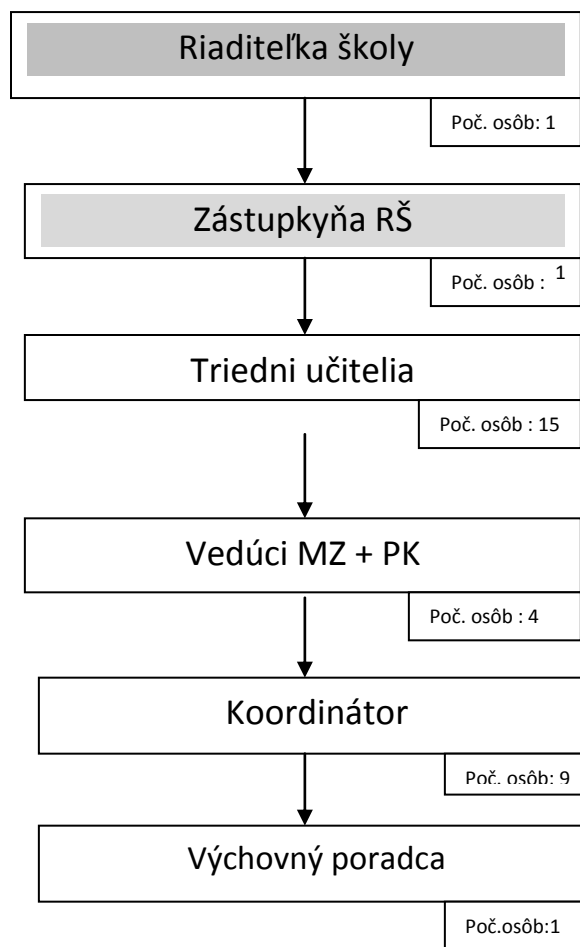 Riaditeľka školy
Poč. osôb: 1
Zástupkyňa RŠ
Poč. osôb : 1
Triedni učitelia
Poč. osôb : 15
Vedúci MZ + PK
Poč. osôb : 4
Koordinátor
Poč. osôb: 9
Výchovný poradca
Poč.osôb:1